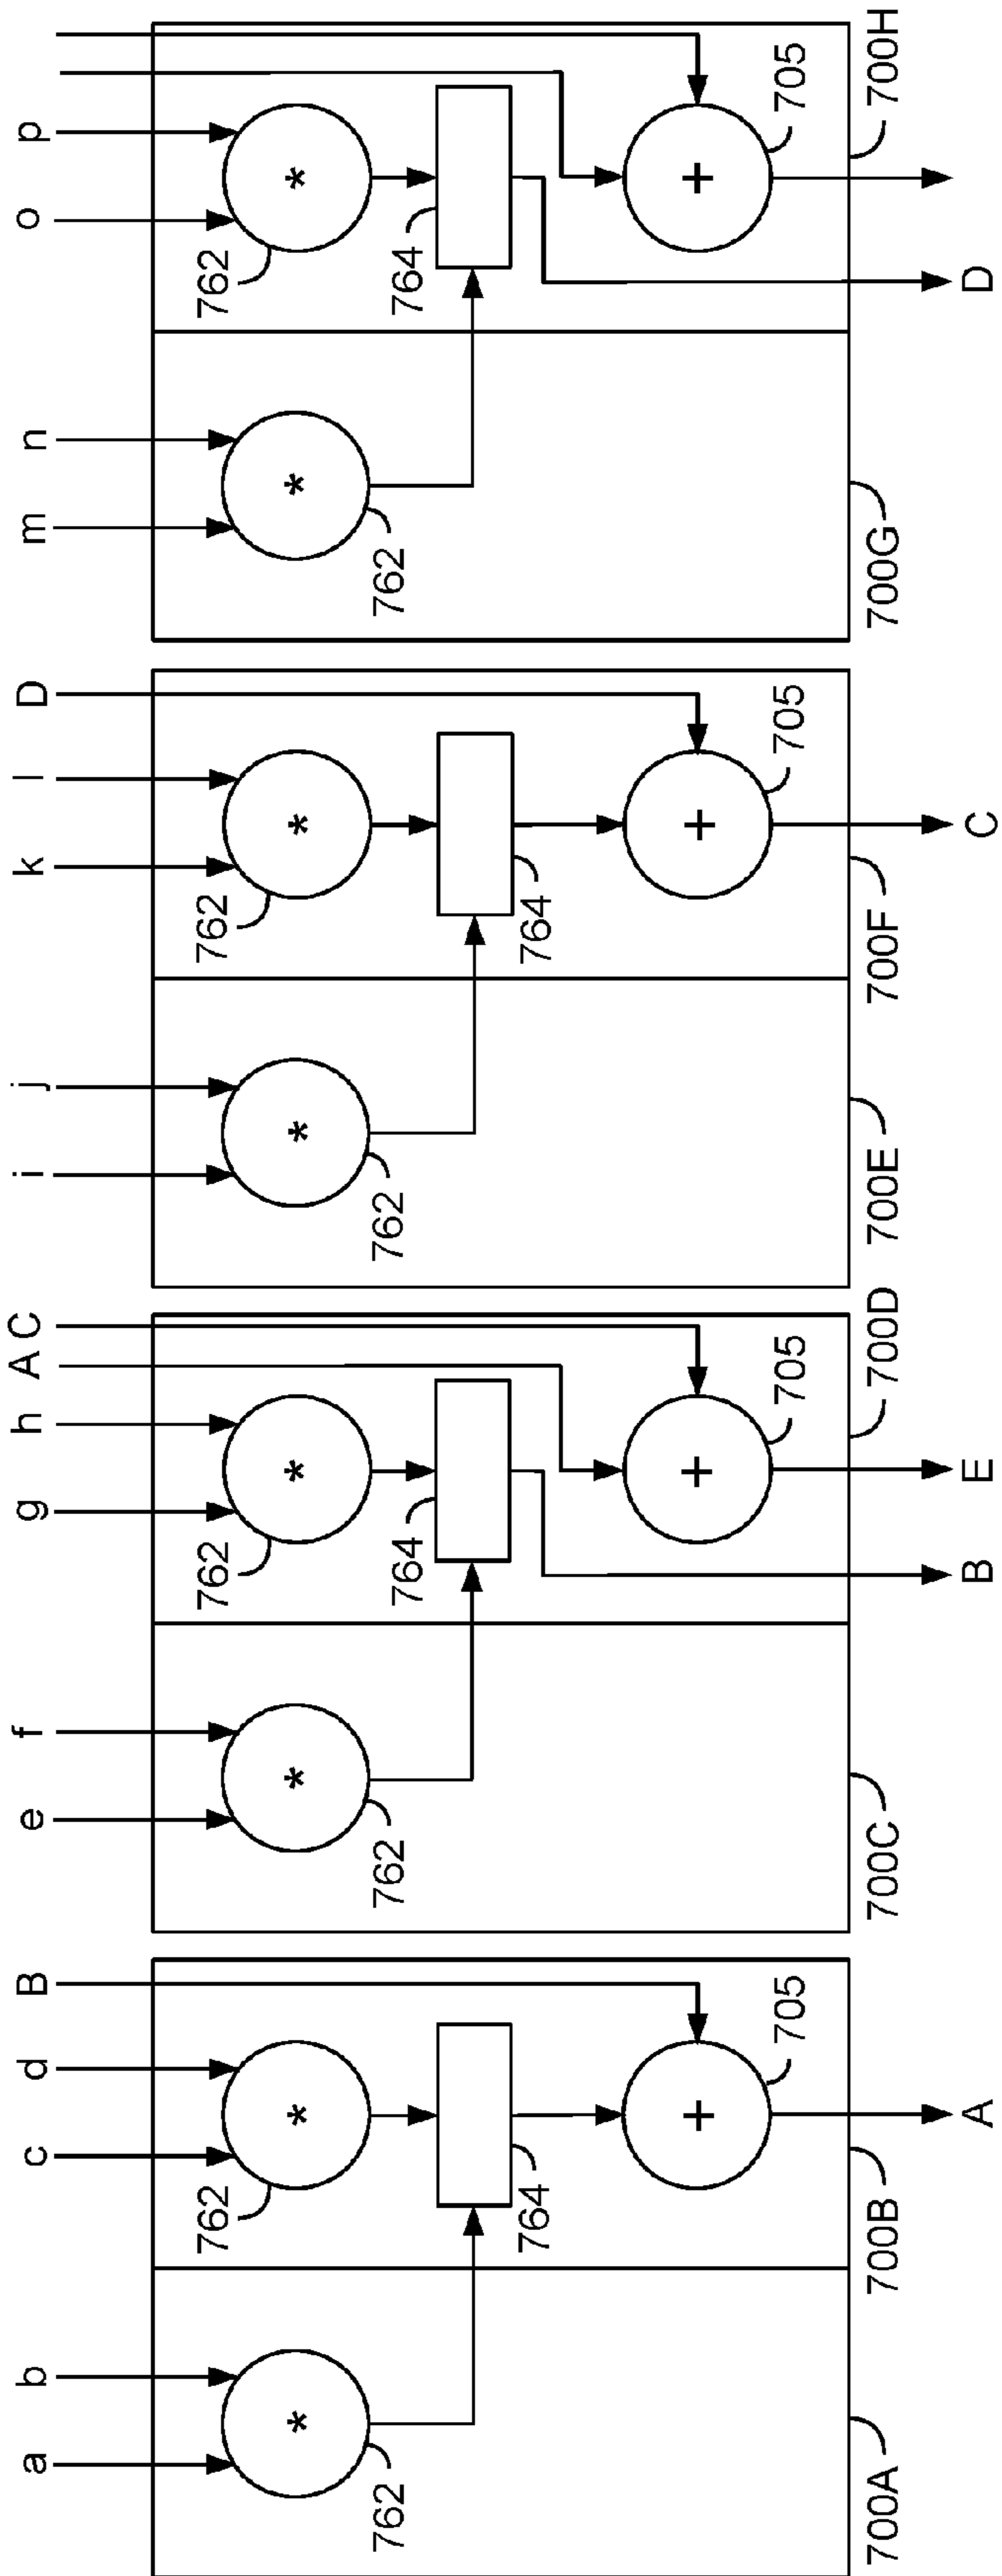 a b c d B e f g h A C i j k l D m n o p
762 762 762 762
* * * * * * * *
762 762 762 762
764 764
764 764
+ + + +
705 705 705 705
700A 700B 700C 700D 700E 700F 700G 700H
A B E C D